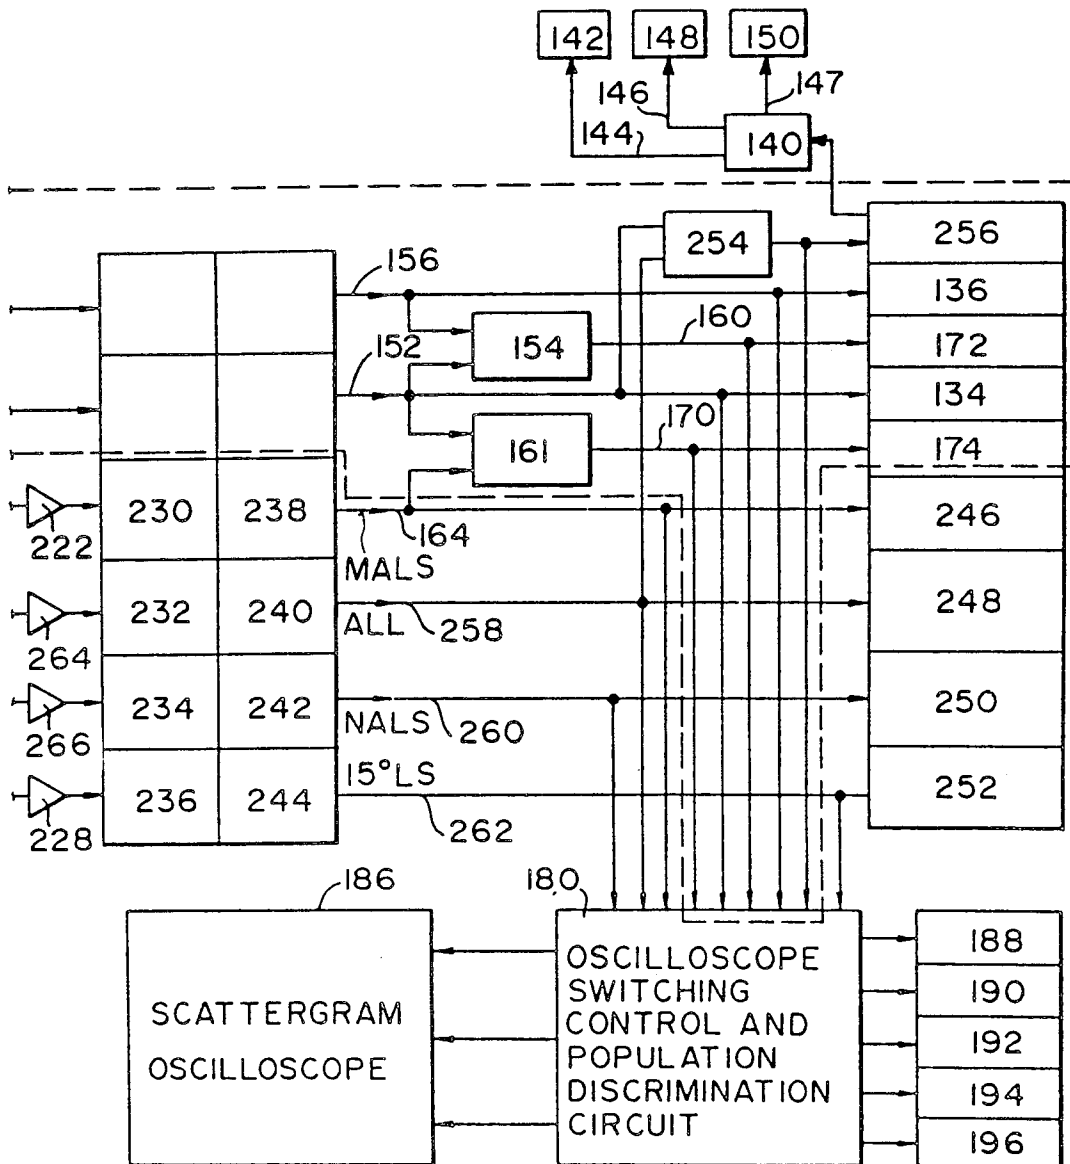 142 148 150
146 147
144 140
256
254
156 136
160
154 172
152
134
170
161 174
230 238 246
222 164
MALS
232 240 248
ALL 258
264
234 242 250
NALS 260
266
15°LS
236 244 252
228 262
186 180
188
OSCILLOSCOPE
SWITCHING 190
SCATTERGRAM CONTROL AND 192
OSCILLOSCOPE POPULATION
DISCRIMINATION 194
CIRCUIT 196